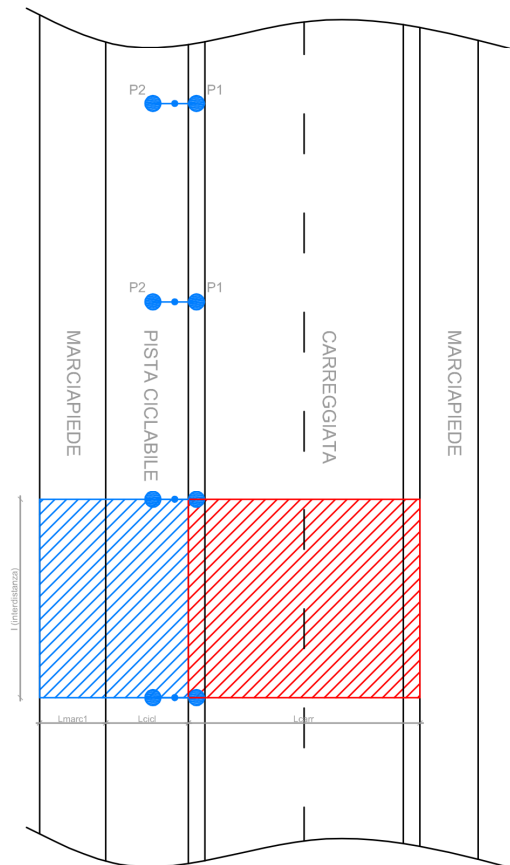 P2
P1
P2
P1
MARCIAPIEDE
PISTA CICLABILE
CARREGGIATA
MARCIAPIEDE
I (interdistanza)
Lmarc1
Lcicl
Lcarr